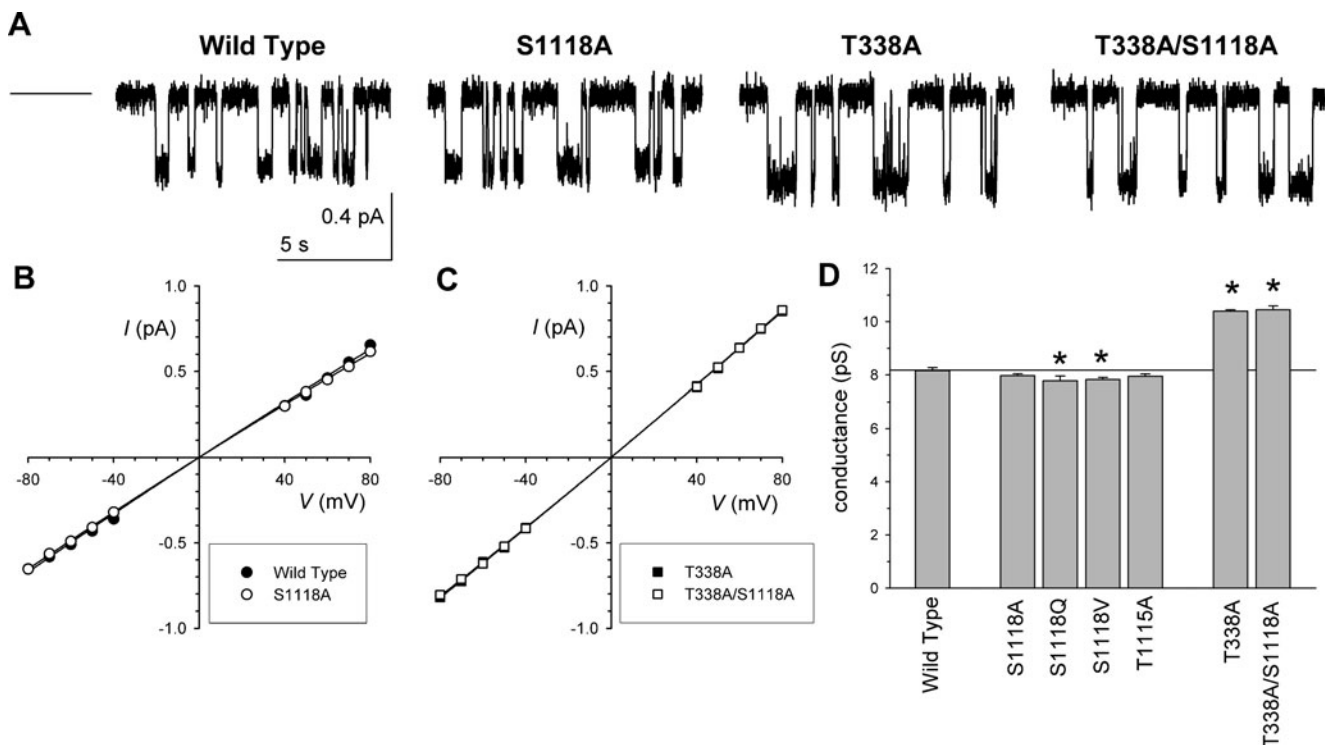 A
Wild Type
S1118A
T338A
T338A/S1118A
0.4 pA
5 s
B
1.0
I (pA)
0.5
-80
-40
40
80
V (mV)
-0.5
-1.0
Wild Type
S1118A
C
1.0
I (pA)
0.5
-80
-40
40
80
V (mV)
-0.5
-1.0
T338A
T338A/S1118A
D
12
10
8
6
4
2
0
conductance (pS)
* *
* *
Wild Type
S1118A
S1118Q
S1118V
T1115A
T338A
T338A/S1118A